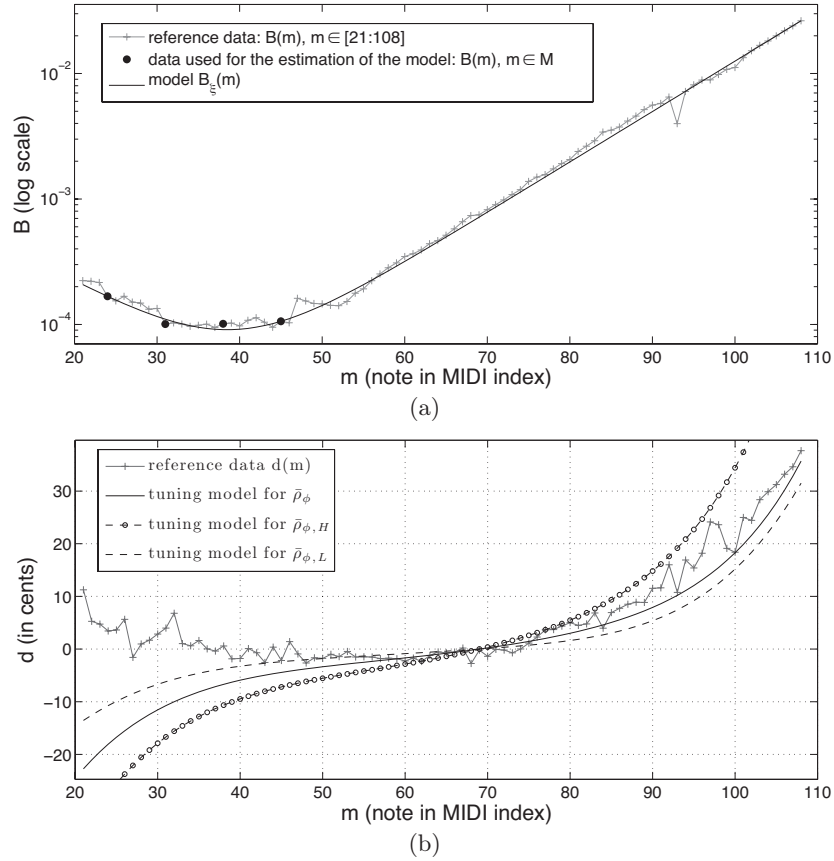 reference data: B(m), m ∈ [21:108]
data used for the estimation of the model: B(m), m ∈ M
model B_ξ(m)
B (log scale)
10^-2
10^-3
10^-4
20 30 40 50 60 70 80 90 100 110
m (note in MIDI index)
(a)
reference data d(m)
tuning model for ρ̄_ϕ
tuning model for ρ̄_ϕ,H
tuning model for ρ̄_ϕ,L
d (in cents)
30
20
10
0
-10
-20
20 30 40 50 60 70 80 90 100 110
m (note in MIDI index)
(b)